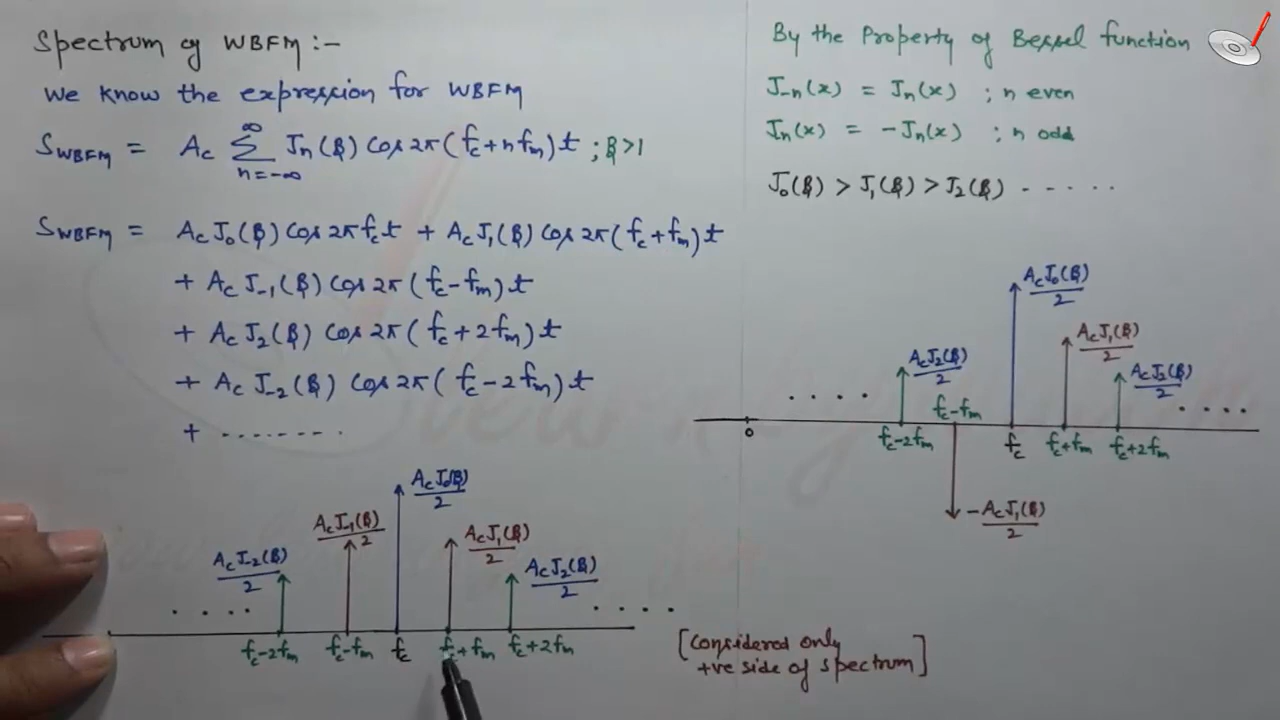 Spectrum of WBFM:-
We know the expression for WBFM
S_WBFM = A_c ∑_{n=-∞}^{∞} J_n(β) cos 2π(f_c+nf_m)t ; β>1
S_WBFM = A_c J_0(β) cos 2πf_c t + A_c J_1(β) cos 2π(f_c+f_m)t
+ A_c J_-1(β) cos 2π(f_c-f_m)t
+ A_c J_2(β) cos 2π(f_c+2f_m)t
+ A_c J_-2(β) cos 2π(f_c-2f_m)t
+ ........
A_c J_-2(β)/2
A_c J_-1(β)/2
A_c J_0(β)/2
A_c J_1(β)/2
A_c J_2(β)/2
.... ....
f_c-2f_m f_c-f_m f_c f_c+f_m f_c+2f_m
By the Property of Bessel function
J_-n(x) = J_n(x) ; n even
J_n(x) = -J_n(x) ; n odd
J_0(β) > J_1(β) > J_2(β) ......
A_c J_0(β)/2
A_c J_1(β)/2
A_c J_2(β)/2
A_c J_2(β)/2
.... ....
f_c-f_m
0 f_c-2f_m f_c f_c+f_m f_c+2f_m
-A_c J_1(β)/2
[Considered only
+ve side of spectrum]